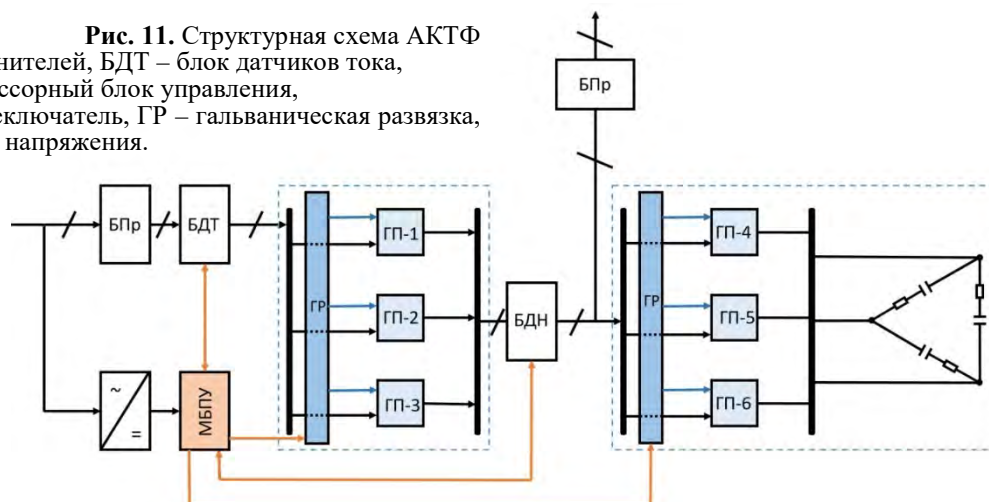 Рис. 11. Структурная схема АКТФ
нителей, БДТ – блок датчиков тока,
ссорный блок управления,
еключатель, ГР – гальваническая развязка,
напряжения.
БПр
БПр
БДТ
ГР
ГП-1
ГП-2
ГП-3
БДН
ГР
ГП-4
ГП-5
ГП-6
~
=
МБПУ